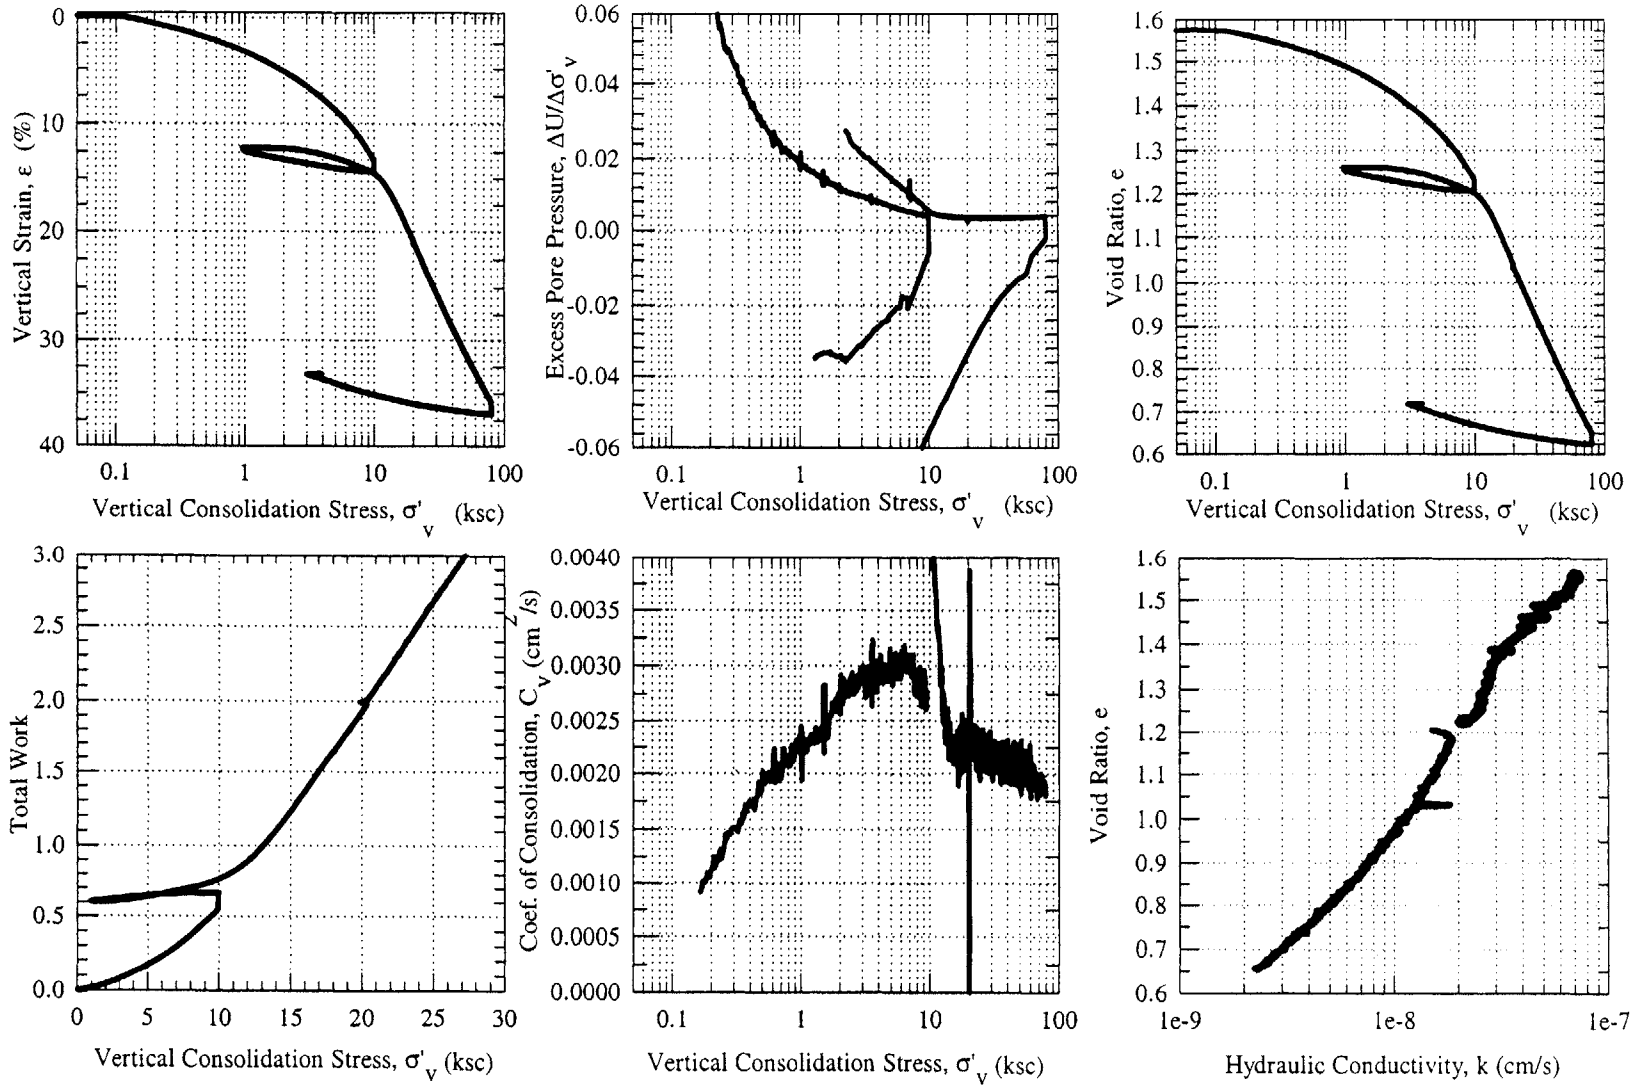 0
10
20
30
40
Vertical Strain, ε (%)
0.1 1 10 100
Vertical Consolidation Stress, σ'v (ksc)
0.06
0.04
0.02
0.00
-0.02
-0.04
-0.06
Excess Pore Pressure, ΔU/Δσ'v
0.1 1 10 100
Vertical Consolidation Stress, σ'v (ksc)
1.6
1.6
1.5
1.4
1.3
1.2
1.1
1.0
0.9
0.8
0.7
0.6
Void Ratio, e
0.1 1 10 100
Vertical Consolidation Stress, σ'v (ksc)
3.0
2.5
2.0
1.5
1.0
0.5
0.0
Total Work
0 5 10 15 20 25 30
Vertical Consolidation Stress, σ'v (ksc)
0.0040
0.0035
0.0030
0.0025
0.0020
0.0015
0.0010
0.0005
0.0000
Coef. of Consolidation, Cv (cm2/s)
0.1 1 10 100
Vertical Consolidation Stress, σ'v (ksc)
1.6
1.5
1.4
1.3
1.2
1.1
1.0
0.9
0.8
0.7
0.6
Void Ratio, e
1e-9 1e-8 1e-7
Hydraulic Conductivity, k (cm/s)